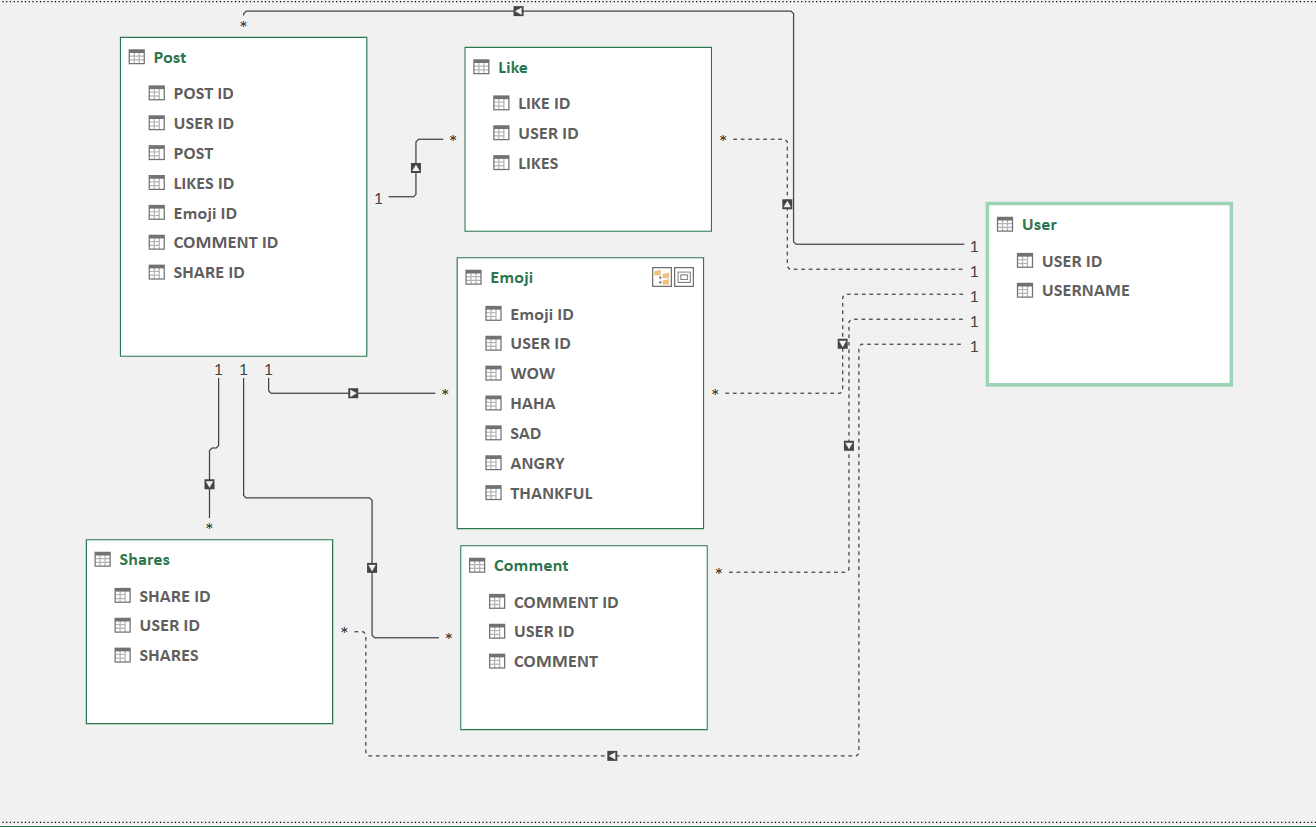 *
Post
POST ID
USER ID
POST
LIKES ID
Emoji ID
COMMENT ID
SHARE ID
1
1 1 1
Like
LIKE ID
USER ID
LIKES
*
*
Emoji
Emoji ID
USER ID
WOW
HAHA
SAD
ANGRY
THANKFUL
*
*
User
USER ID
USERNAME
1
1
1
1
1
*
Shares
SHARE ID
USER ID
SHARES
*
Comment
COMMENT ID
USER ID
COMMENT
*
*